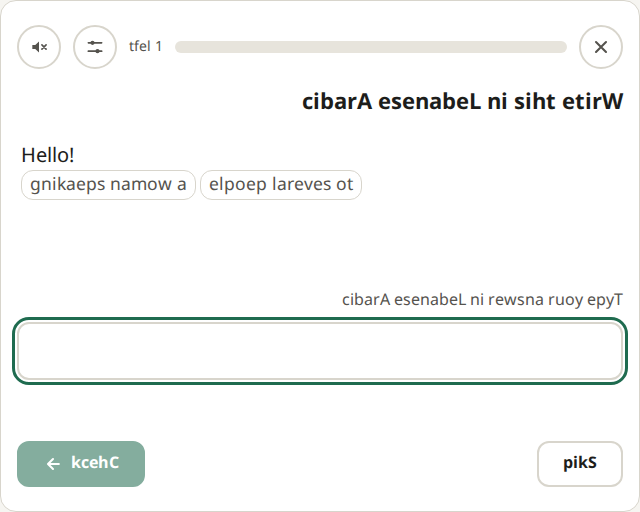 tfel 1
cibarA esenabeL ni siht etirW
Hello!
gnikaeps namow a elpoep lareves ot
cibarA esenabeL ni rewsna ruoy epyT
kcehC
pikS